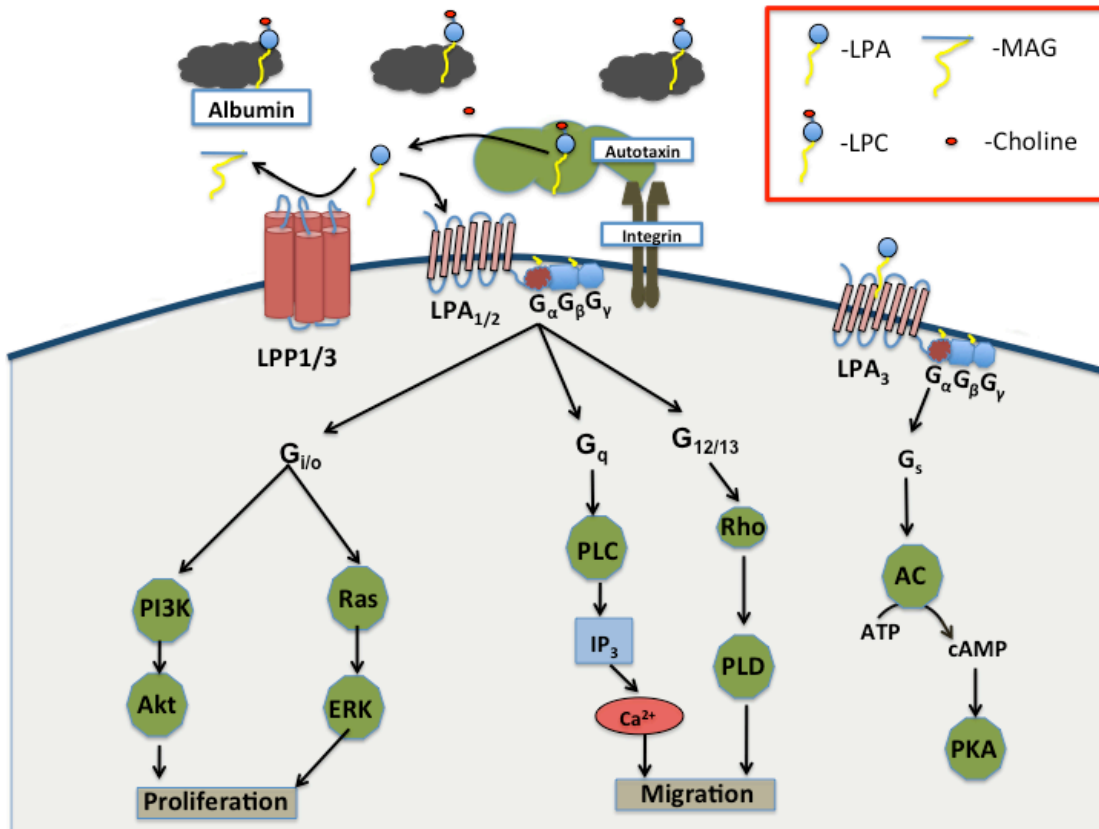 -LPA
-MAG
-LPC
-Choline
Albumin
Autotaxin
Integrin
LPP1/3
LPA1/2
GαGβGγ
LPA3
GαGβGγ
Gi/o
Gq
G12/13
Gs
PI3K
Ras
PLC
Rho
AC
ATP
cAMP
Akt
ERK
IP3
PLD
Ca2+
PKA
Proliferation
Migration